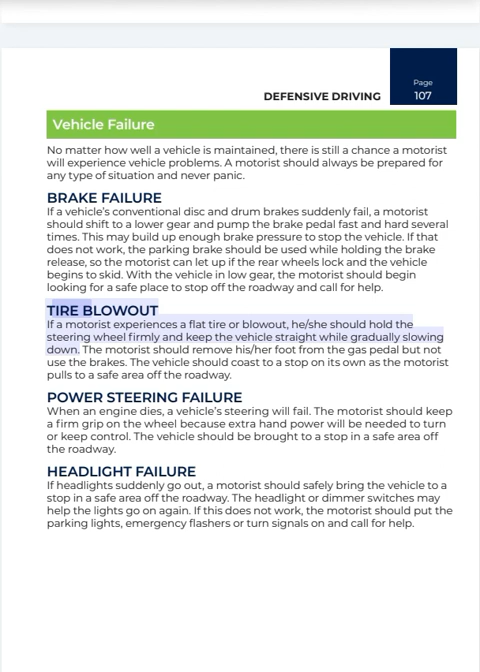 Page
DEFENSIVE DRIVING
107
Vehicle Failure
No matter how well a vehicle is maintained, there is still a chance a motorist
will experience vehicle problems. A motorist should always be prepared for
any type of situation and never panic.
BRAKE FAILURE
If a vehicle's conventional disc and drum brakes suddenly fail, a motorist
should shift to a lower gear and pump the brake pedal fast and hard several
times. This may build up enough brake pressure to stop the vehicle. If that
does not work, the parking brake should be used while holding the brake
release, so the motorist can let up if the rear wheels lock and the vehicle
begins to skid. With the vehicle in low gear, the motorist should begin
looking for a safe place to stop off the roadway and call for help.
TIRE BLOWOUT
If a motorist experiences a flat tire or blowout, he/she should hold the
steering wheel firmly and keep the vehicle straight while gradually slowing
down. The motorist should remove his/her foot from the gas pedal but not
use the brakes. The vehicle should coast to a stop on its own as the motorist
pulls to a safe area off the roadway.
POWER STEERING FAILURE
When an engine dies, a vehicle's steering will fail. The motorist should keep
a firm grip on the wheel because extra hand power will be needed to turn
or keep control. The vehicle should be brought to a stop in a safe area off
the roadway.
HEADLIGHT FAILURE
If headlights suddenly go out, a motorist should safely bring the vehicle to a
stop in a safe area off the roadway. The headlight or dimmer switches may
help the lights go on again. If this does not work, the motorist should put the
parking lights, emergency flashers or turn signals on and call for help.